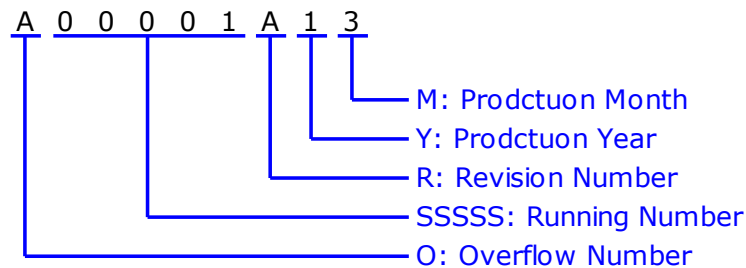 A 0 0 0 0 1 A 1 3
M: Prodctuon Month
Y: Prodctuon Year
R: Revision Number
SSSSS: Running Number
O: Overflow Number